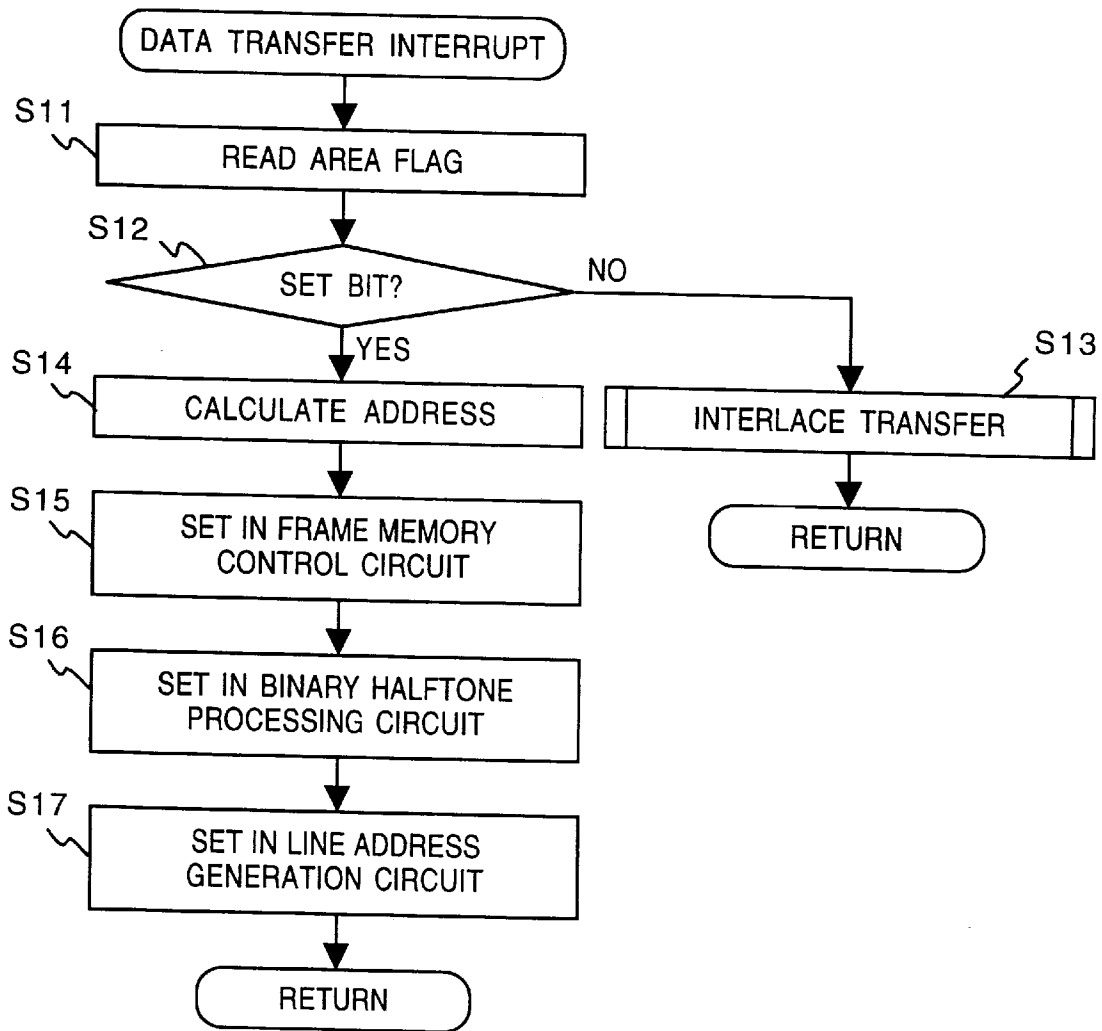 DATA TRANSFER INTERRUPT
S11
READ AREA FLAG
S12
SET BIT?
NO
YES
S13
INTERLACE TRANSFER
RETURN
S14
CALCULATE ADDRESS
S15
SET IN FRAME MEMORY
CONTROL CIRCUIT
S16
SET IN BINARY HALFTONE
PROCESSING CIRCUIT
S17
SET IN LINE ADDRESS
GENERATION CIRCUIT
RETURN